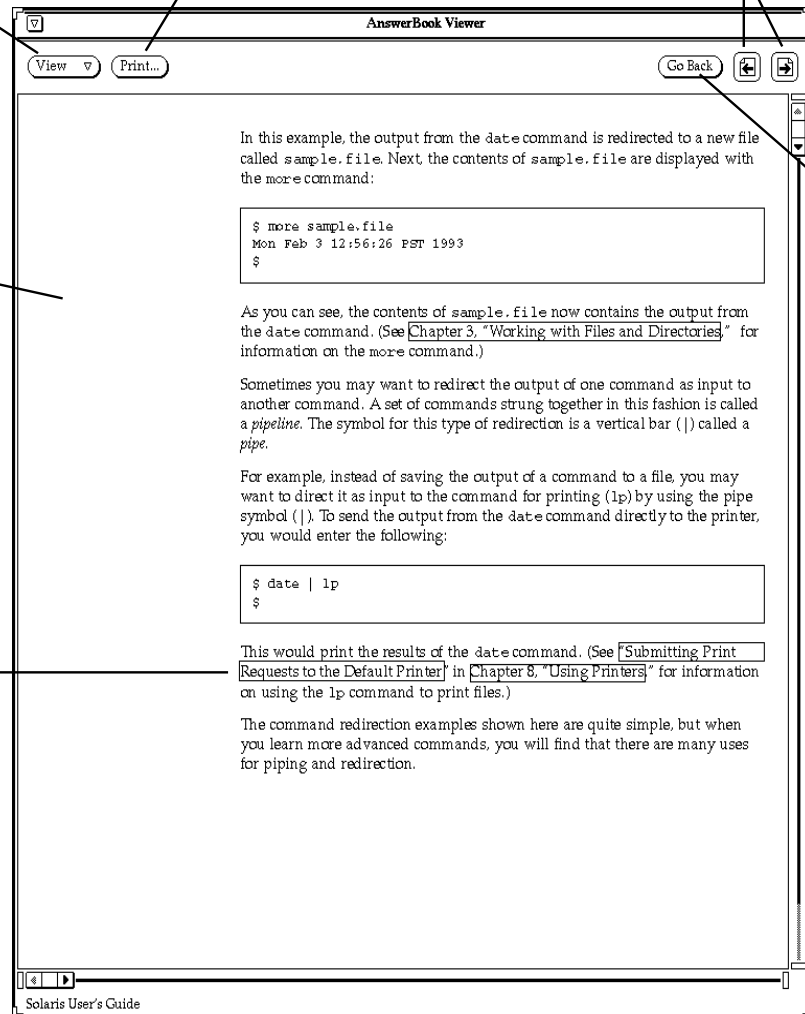 AnswerBook Viewer
View Print... Go Back
In this example, the output from the date command is redirected to a new file
called sample.file. Next, the contents of sample.file are displayed with
the more command:
$ more sample.file
Mon Feb 3 12:56:26 PST 1993
$
As you can see, the contents of sample.file now contains the output from
the date command. (See Chapter 3, “Working with Files and Directories,” for
information on the more command.)
Sometimes you may want to redirect the output of one command as input to
another command. A set of commands strung together in this fashion is called
a pipeline. The symbol for this type of redirection is a vertical bar (|) called a
pipe.
For example, instead of saving the output of a command to a file, you may
want to direct it as input to the command for printing (lp) by using the pipe
symbol (|). To send the output from the date command directly to the printer,
you would enter the following:
$ date | lp
$
This would print the results of the date command. (See “Submitting Print
Requests to the Default Printer” in Chapter 8, “Using Printers,” for information
on using the lp command to print files.)
The command redirection examples shown here are quite simple, but when
you learn more advanced commands, you will find that there are many uses
for piping and redirection.
Solaris User's Guide